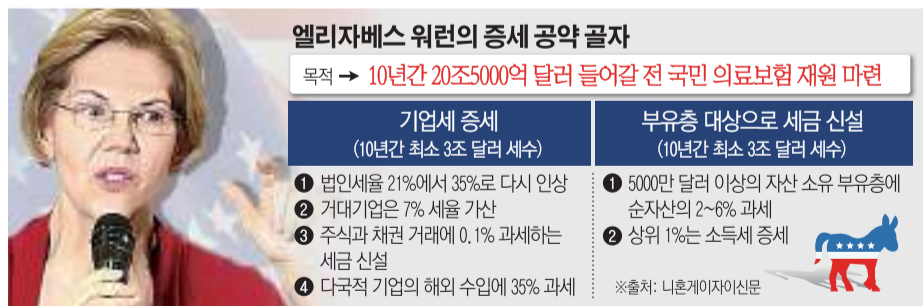 엘리자베스 워런의 증세 공약 골자
목적 → 10년간 20조5000억 달러 들어갈 전 국민 의료보험 재원 마련
기업세 증세
(10년간 최소 3조 달러 세수)
❶ 법인세율 21%에서 35%로 다시 인상
❷ 거대기업은 7% 세율 가산
❸ 주식과 채권 거래에 0.1% 과세하는
세금 신설
❹ 다국적 기업의 해외 수입에 35% 과세
부유층 대상으로 세금 신설
(10년간 최소 3조 달러 세수)
❶ 5000만 달러 이상의 자산 소유 부유층에
순자산의 2~6% 과세
❷ 상위 1%는 소득세 증세
※출처: 니혼게이자이신문